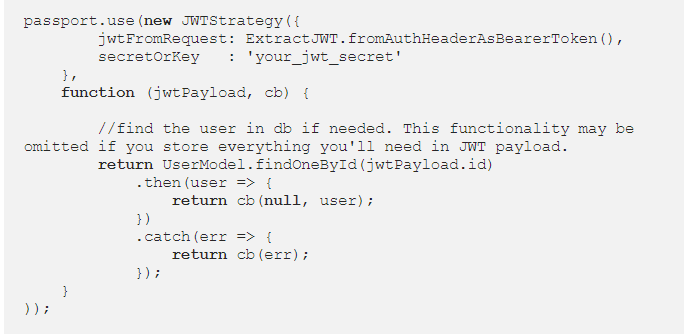 passport.use(new JWTStrategy({
        jwtFromRequest: ExtractJWT.fromAuthHeaderAsBearerToken(),
        secretOrKey   : 'your_jwt_secret'
    },
    function (jwtPayload, cb) {

        //find the user in db if needed. This functionality may be
omitted if you store everything you'll need in JWT payload.
        return UserModel.findOneById(jwtPayload.id)
            .then(user => {
                return cb(null, user);
            })
            .catch(err => {
                return cb(err);
            });
    }
));